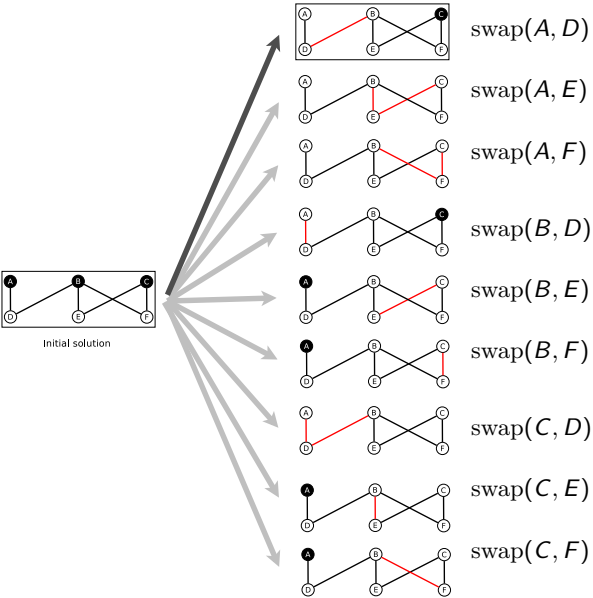 A B C
D E F
swap(A, D)
A B C
D E F
swap(A, E)
A B C
D E F
swap(A, F)
A B C
D E F
swap(B, D)
A B C
D E F
Initial solution
A B C
D E F
swap(B, E)
A B C
D E F
swap(B, F)
A B C
D E F
swap(C, D)
A B C
D E F
swap(C, E)
A B C
D E F
swap(C, F)